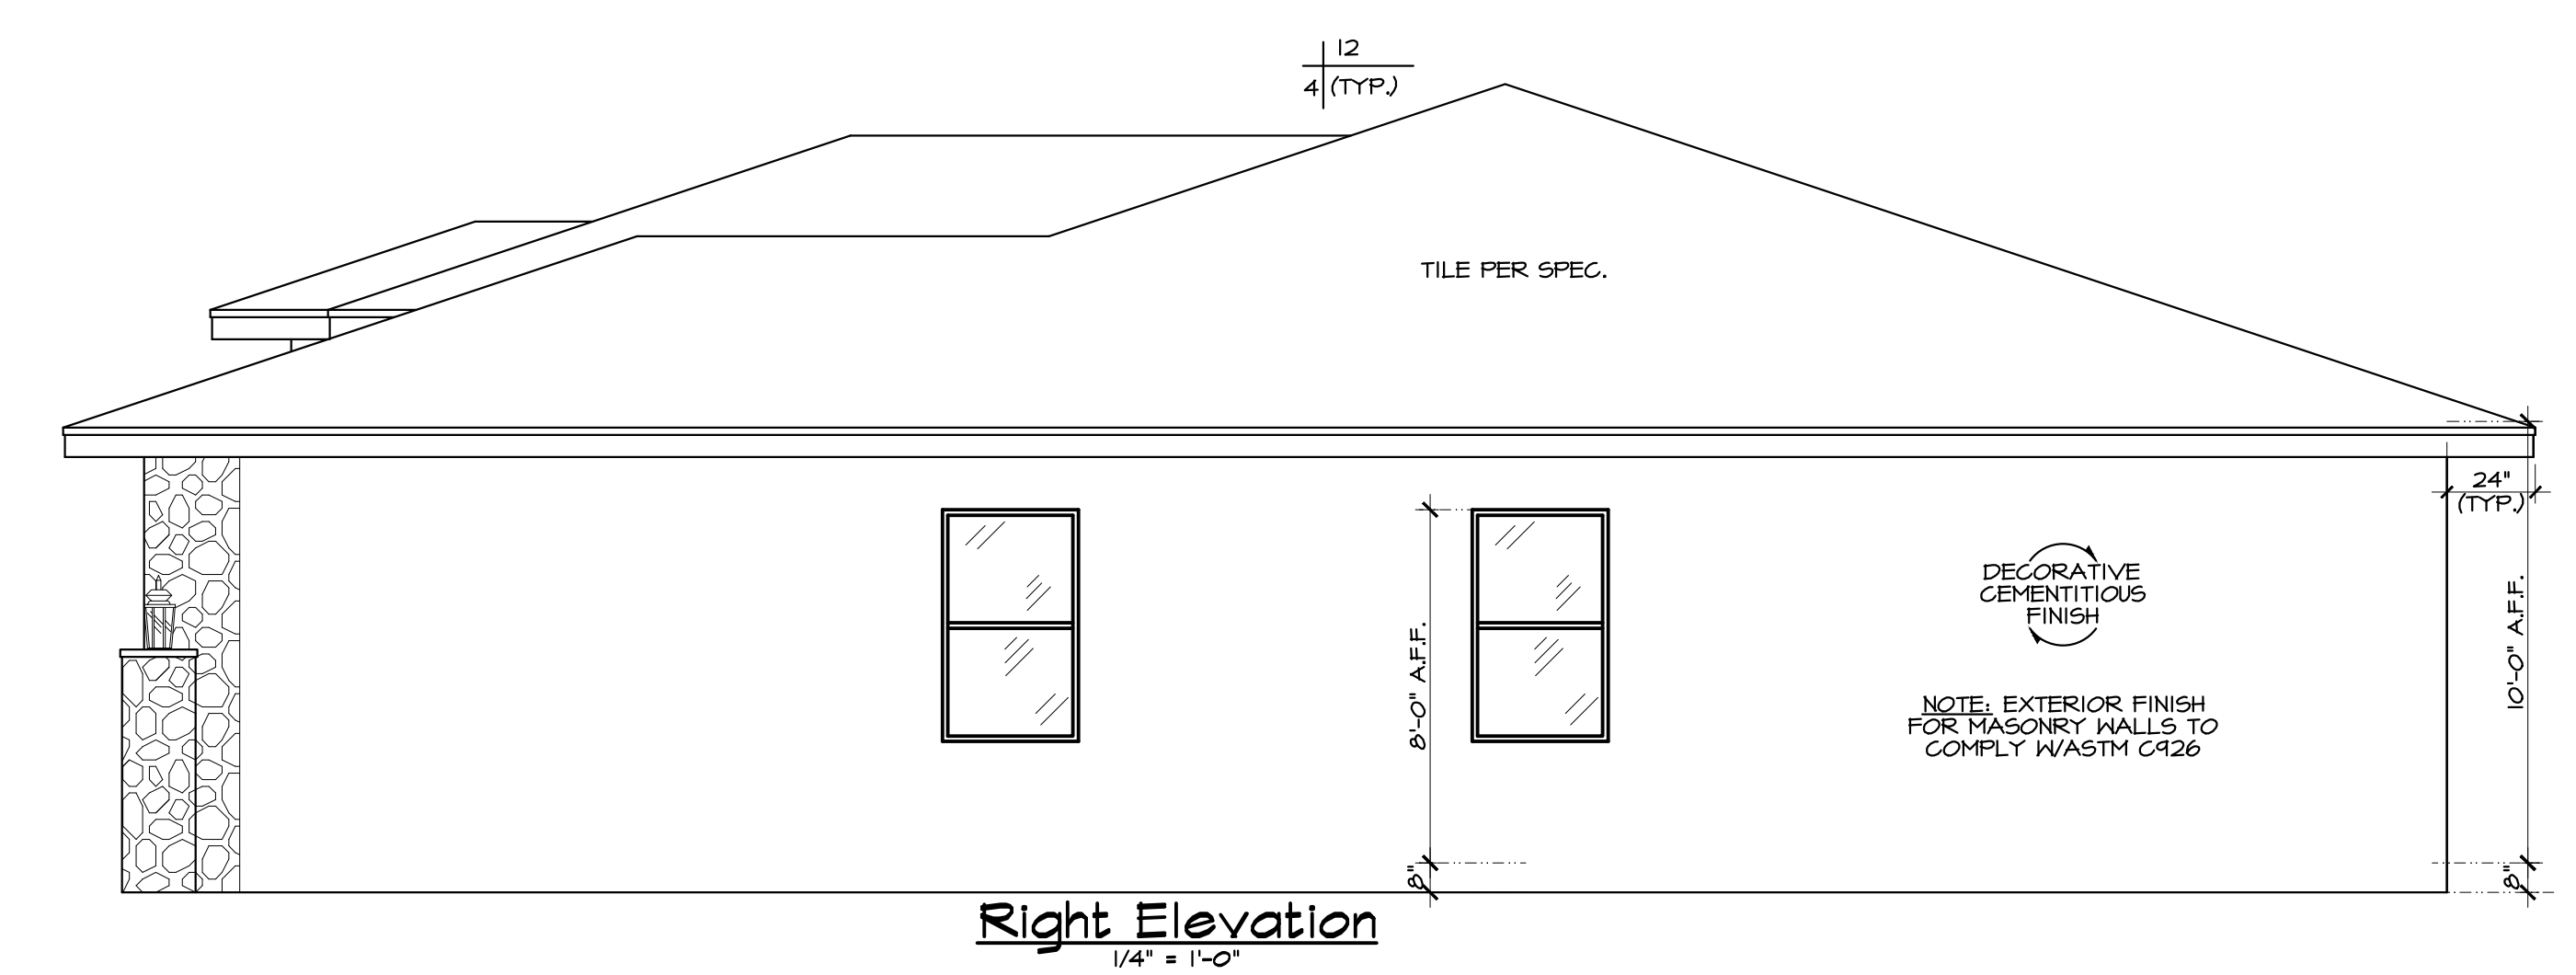 12
4 (TYP.)
TILE PER SPEC.
24"
(TYP.)
DECORATIVE
CEMENTITIOUS
FINISH
10'-0" A.F.F.
8'-0" A.F.F.
NOTE: EXTERIOR FINISH
FOR MASONRY WALLS TO
COMPLY W/ASTM C926
8"
8"
Right Elevation
1/4" = 1'-0"